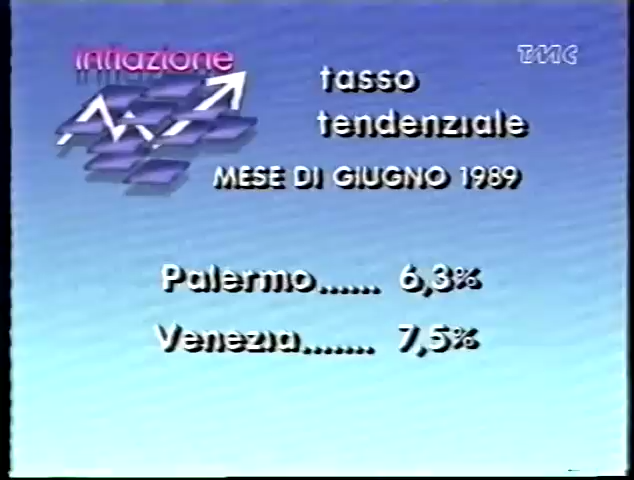 inflazione
TMC
tasso
tendenziale
MESE DI GIUGNO 1989
Palermo...... 6,3%
Venezia....... 7,5%